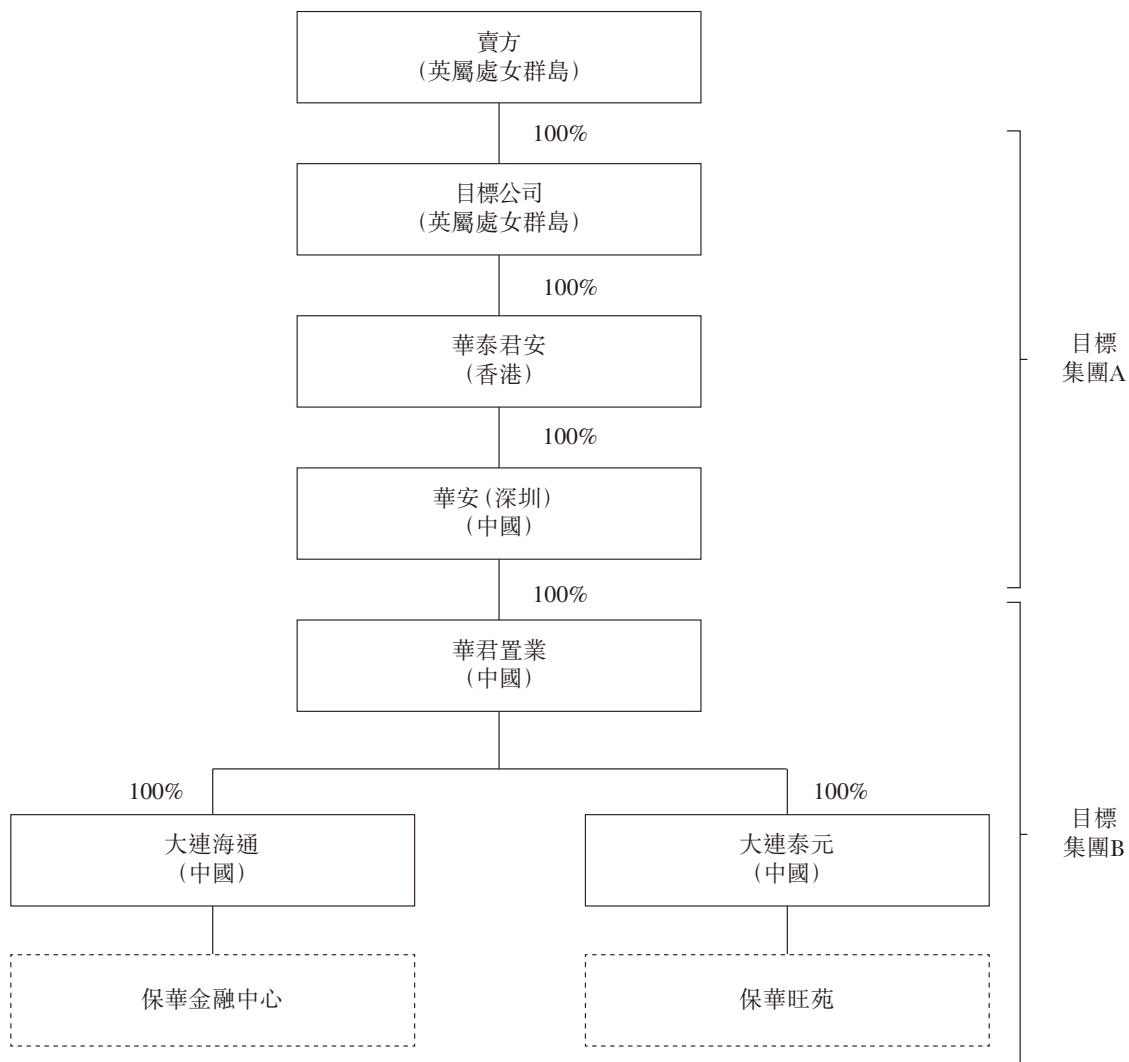 賣方
(英屬處女群島)
100%
目標公司
(英屬處女群島)
100%
華泰君安
(香港)
100%
華安(深圳)
(中國)
目標
集團A
100%
華君置業
(中國)
100%
100%
大連海通
(中國)
大連泰元
(中國)
目標
集團B
保華金融中心
保華旺苑